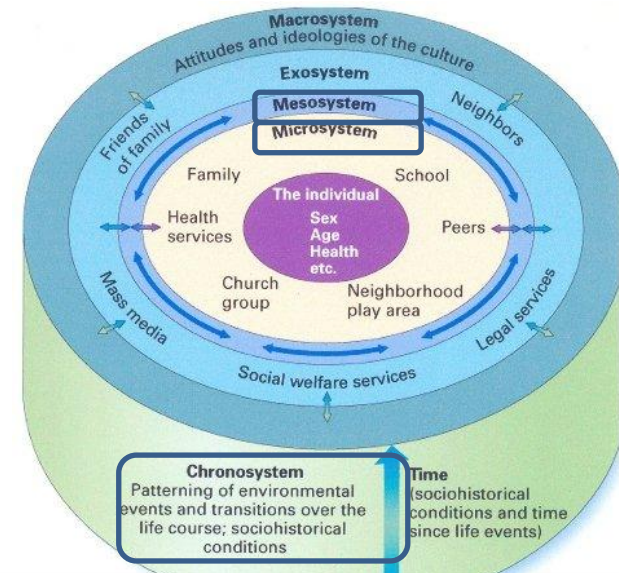 Macrosystem
Attitudes and ideologies of the culture
Exosystem
Mesosystem
Microsystem
Friends
of family
Neighbors
Family
School
The individual
Sex
Age
Health
etc.
Health
services
Peers
Church
group
Neighborhood
play area
Mass media
Legal services
Social welfare services
Chronosystem
Patterning of environmental
events and transitions over the
life course; sociohistorical
conditions
Time
(sociohistorical
conditions and time
since life events)